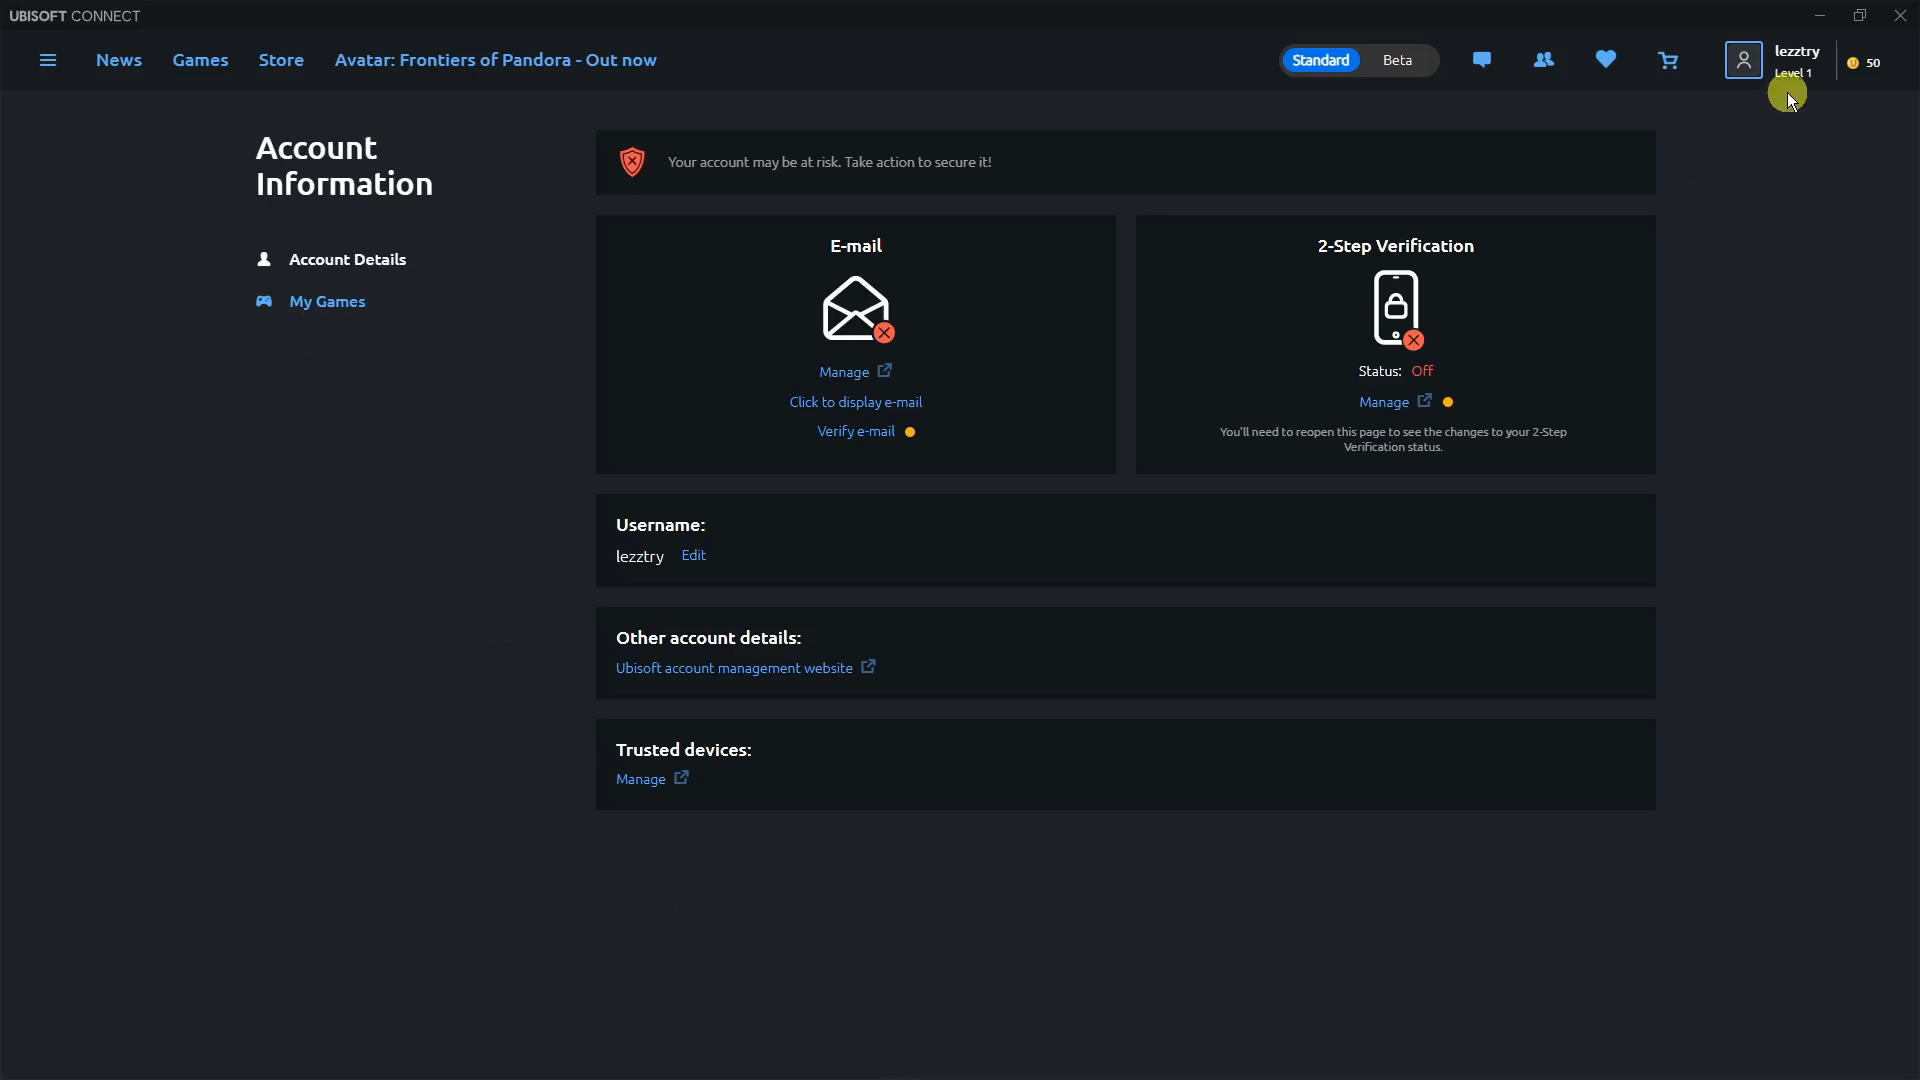 UBISOFT CONNECT
News Games Store Avatar: Frontiers of Pandora - Out now
Standard Beta
lezztry
Level 1
50
Account
Information
Account Details
My Games
Your account may be at risk. Take action to secure it!
E-mail
Manage
Click to display e-mail
Verify e-mail
2-Step Verification
Status: Off
Manage
You'll need to reopen this page to see the changes to your 2-Step
Verification status.
Username:
lezztry Edit
Other account details:
Ubisoft account management website
Trusted devices:
Manage